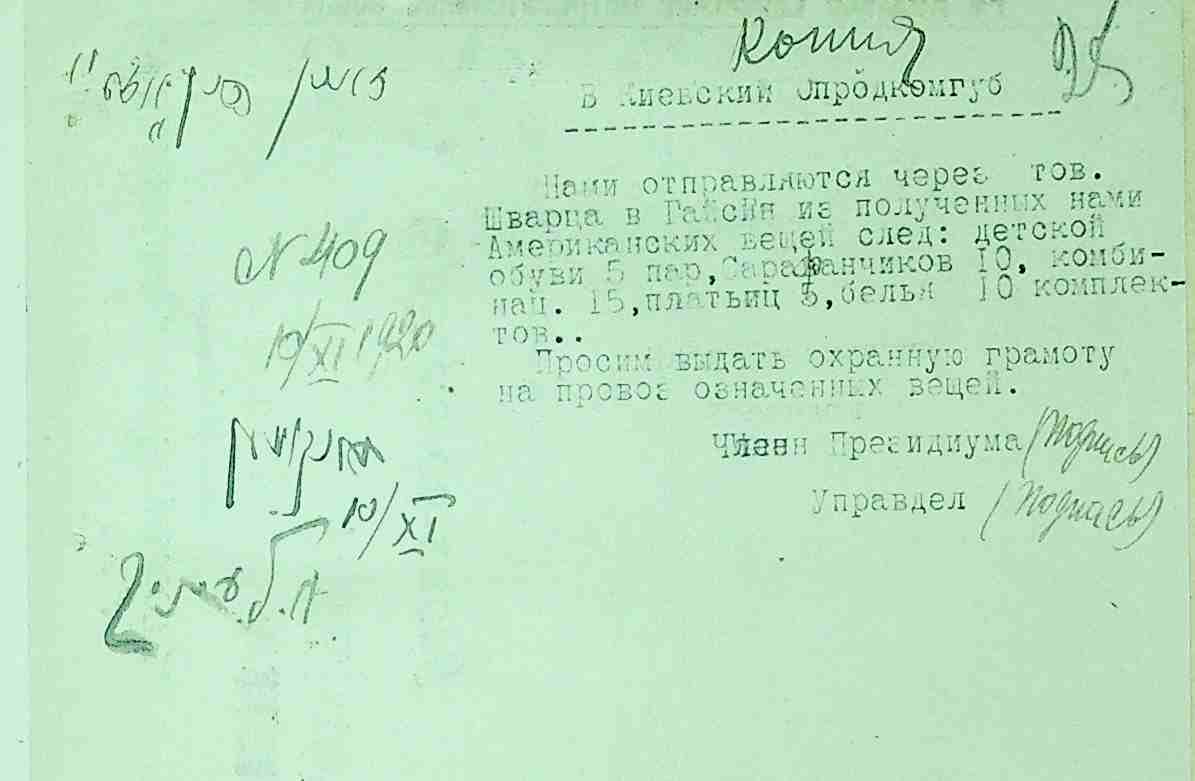 Копия
В Киевский Опродкомгуб
Нами отправляются через тов.
Шварца в Гайсин из полученных нами
Американских вещей след: детской
обуви 5 пар, Сарафанчиков 10, комби-
нац. 15, платьиц 5, белья 10 комплек-
тов..
Просим выдать охранную грамоту
на провоз означенных вещей.
Член Президиума (Подпись)
Управдел (Подпись)
N 409
10/XI 1920
10/XI